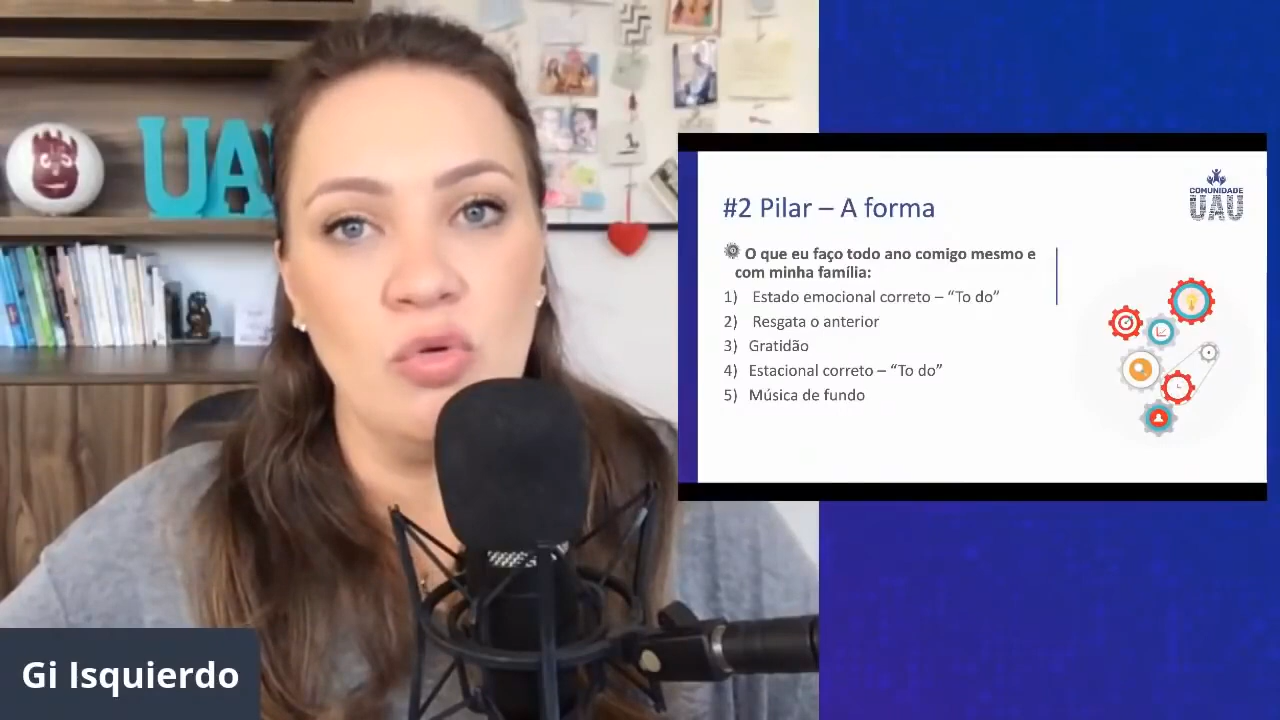 UA
#2 Pilar – A forma
COMUNIDADE
UAU
O que eu faço todo ano comigo mesmo e
com minha família:
1) Estado emocional correto – “To do”
2) Resgata o anterior
3) Gratidão
4) Estacional correto – “To do”
5) Música de fundo
Gi Isquierdo